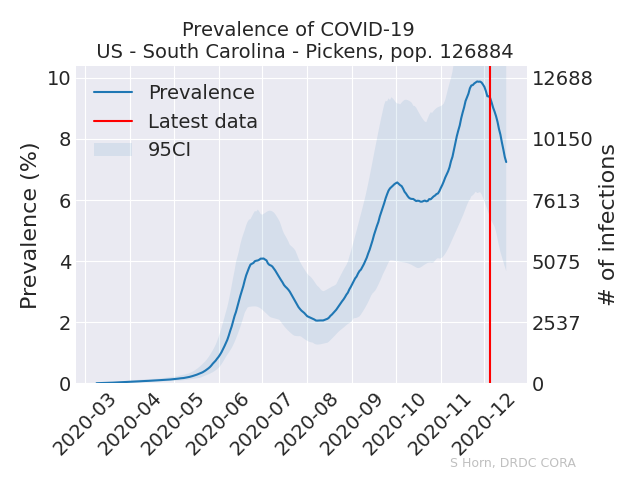 Prevalence of COVID-19
US - South Carolina - Pickens, pop. 126884
Prevalence
Latest data
95CI
Prevalence (%)
10
8
6
4
2
0
12688
10150
7613
5075
2537
0
# of infections
2020-03
2020-04
2020-05
2020-06
2020-07
2020-08
2020-09
2020-10
2020-11
2020-12
S Horn, DRDC CORA